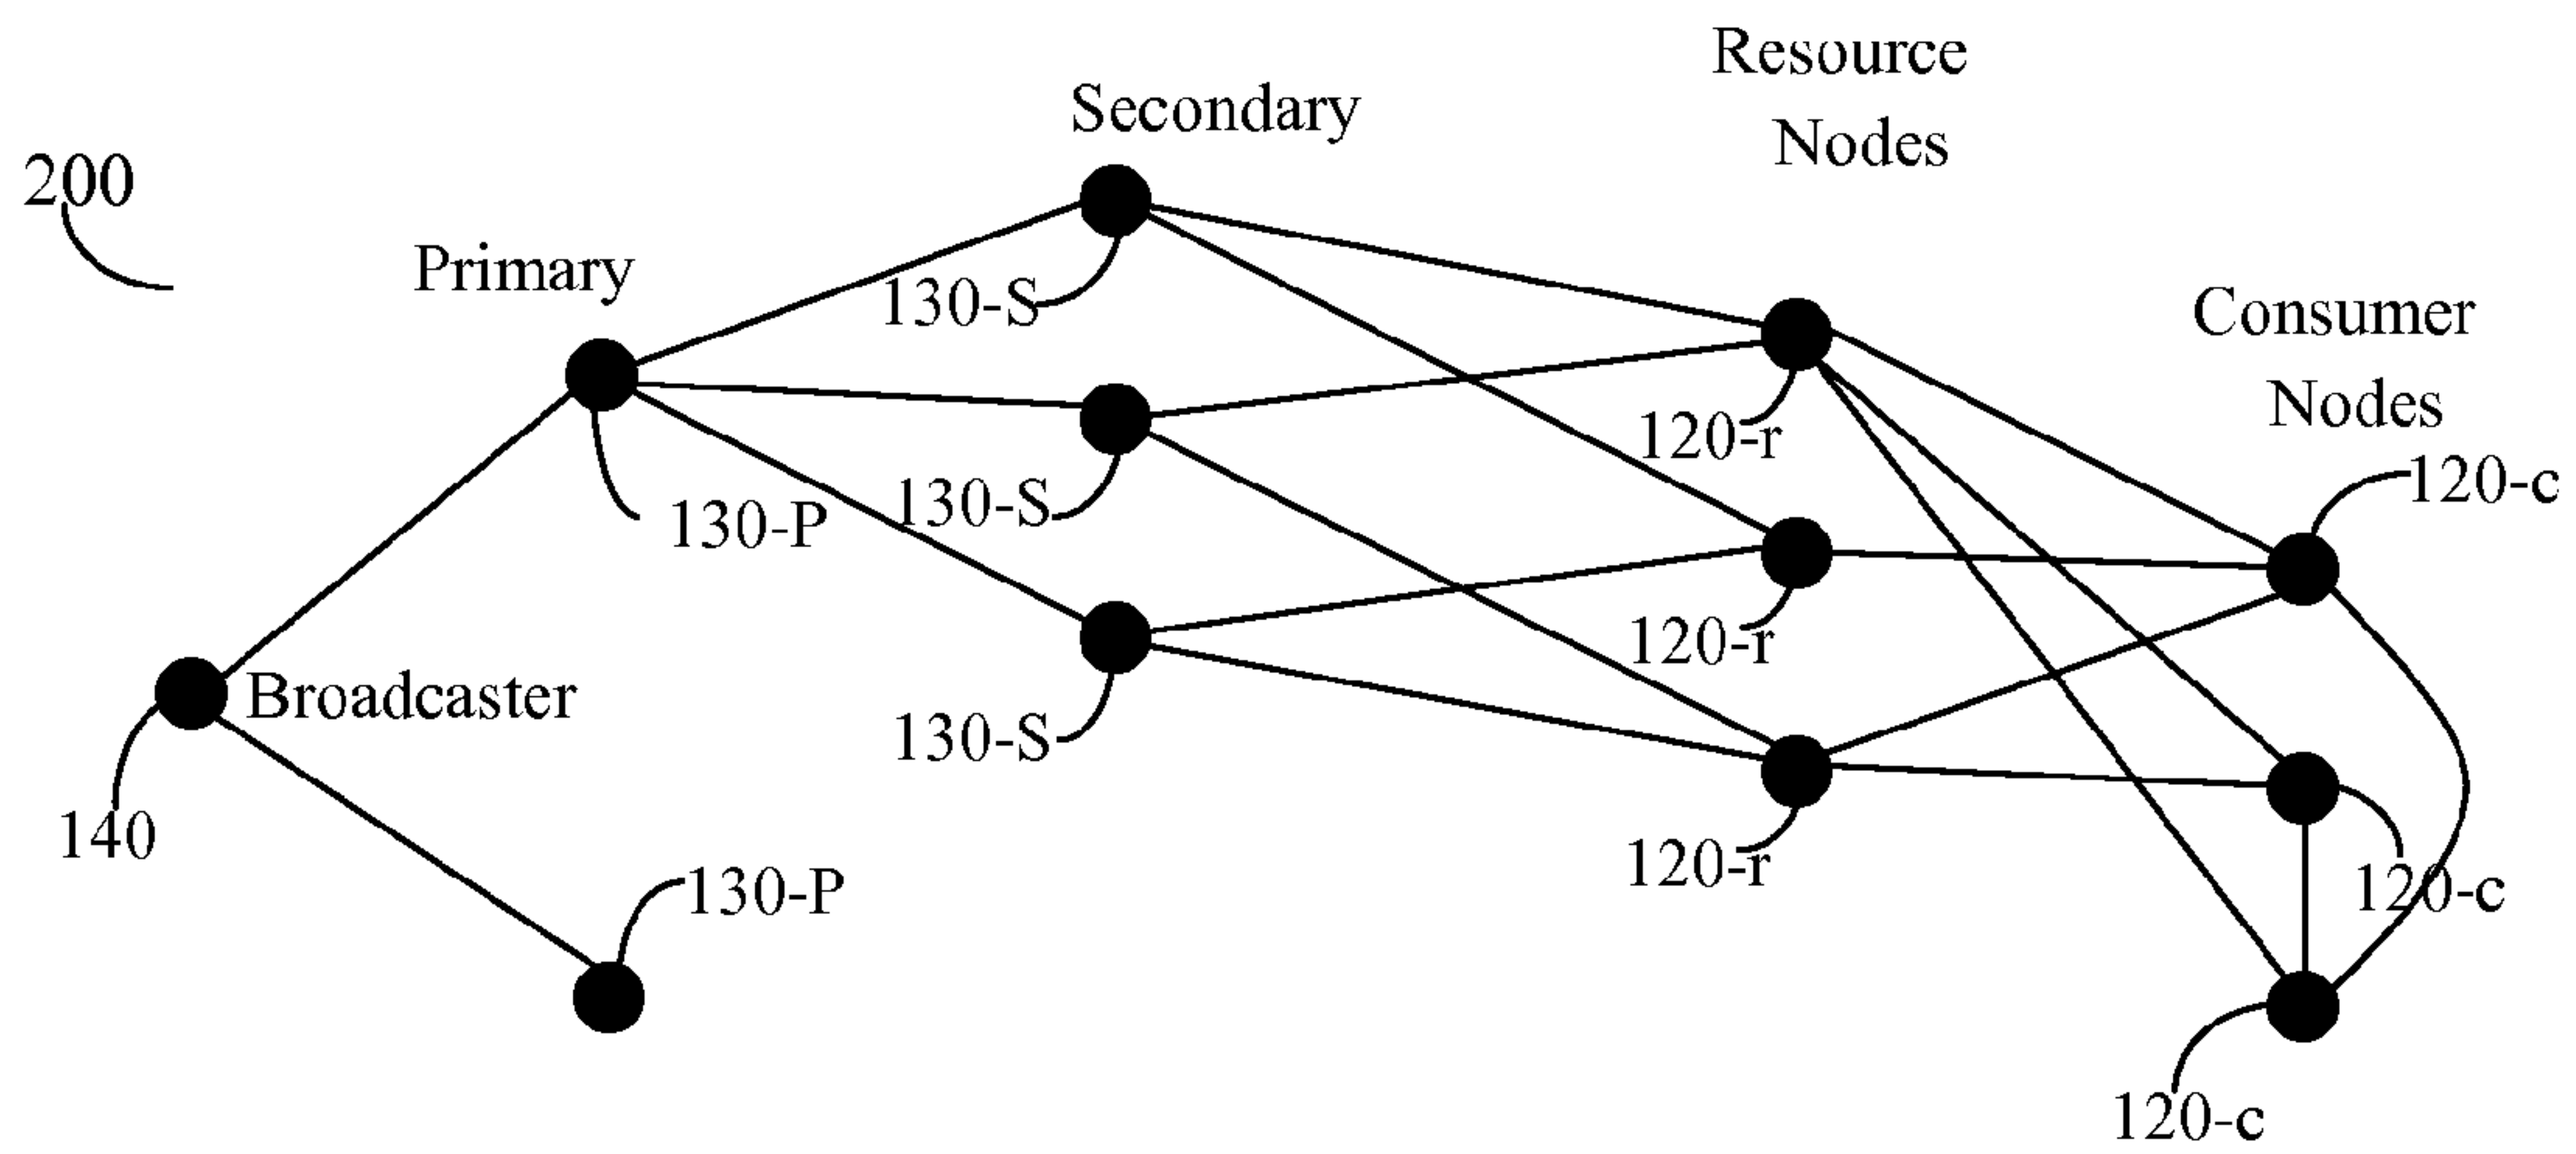 Resource
Nodes
Secondary
200
Primary
130-S
Consumer
Nodes
120-r
120-c
130-S
130-P
120-r
Broadcaster
130-S
140
120-r
130-P
120-c
120-c